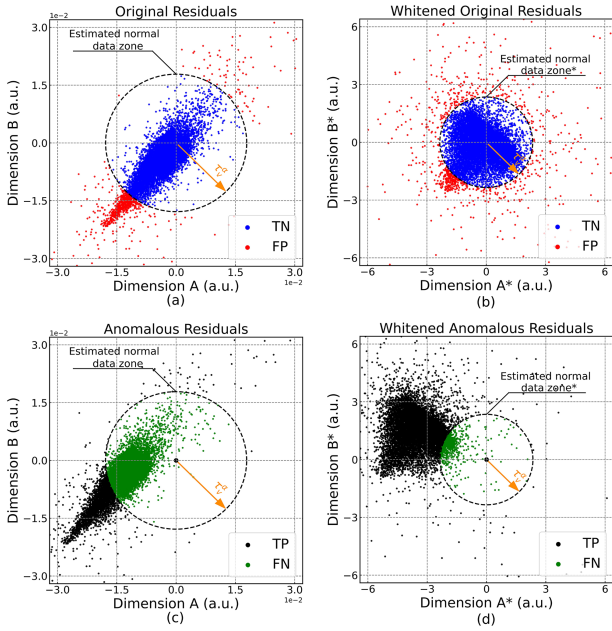 Original Residuals
1e−2
3.0
1.5
0.0
−1.5
−3.0
Dimension B (a.u.)
Estimated normal
data zone
TN
FP
−3.0
−1.5
0.0
1.5
3.0
1e−2
Dimension A (a.u.)
(a)
Whitened Original Residuals
6
3
0
−3
−6
Dimension B* (a.u.)
Estimated normal
data zone*
TN
FP
−6
−3
0
3
6
Dimension A* (a.u.)
(b)
Anomalous Residuals
1e−2
3.0
1.5
0.0
−1.5
−3.0
Dimension B (a.u.)
Estimated normal
data zone
TP
FN
−3.0
−1.5
0.0
1.5
3.0
1e−2
Dimension A (a.u.)
(c)
Whitened Anomalous Residuals
6
3
0
−3
−6
Dimension B* (a.u.)
Estimated normal
data zone*
TP
FN
−6
−3
0
3
6
Dimension A* (a.u.)
(d)